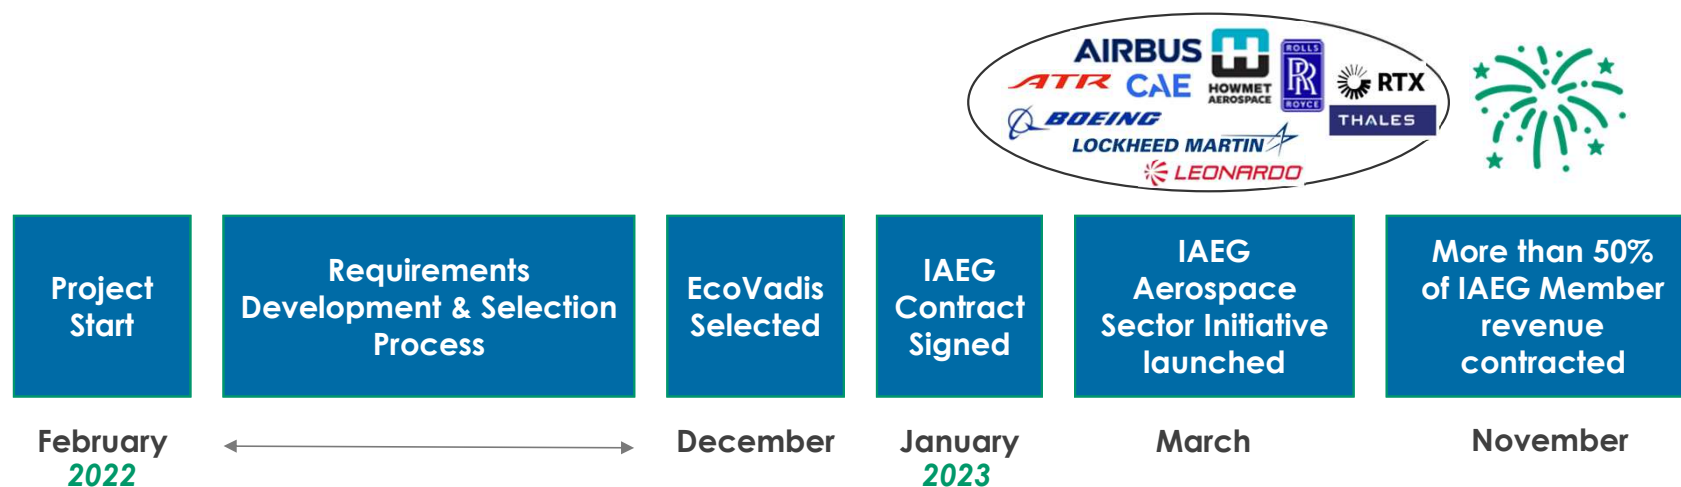 AIRBUS
HOWMET
AEROSPACE
ROLLS
RR
ROYCE
ATR
CAE
RTX
BOEING
THALES
LOCKHEED MARTIN
LEONARDO
Project
Start
Requirements
Development & Selection
Process
EcoVadis
Selected
IAEG
Contract
Signed
IAEG
Aerospace
Sector Initiative
launched
More than 50%
of IAEG Member
revenue
contracted
February
2022
December
January
2023
March
November